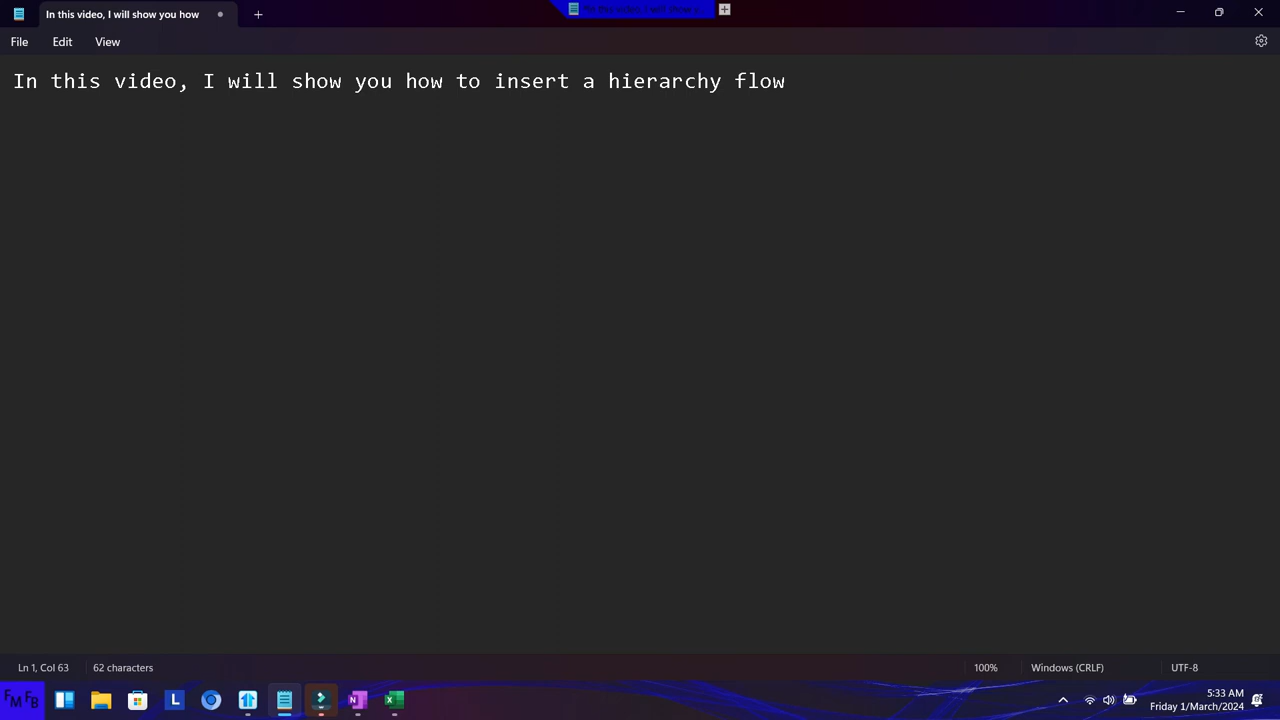 In this video, I will show you how
File Edit View
In this video, I will show you how to insert a hierarchy flow
Ln 1, Col 63 62 characters 100% Windows (CRLF) UTF-8
FMFB L N X 5:33 AM
Friday 1/March/2024